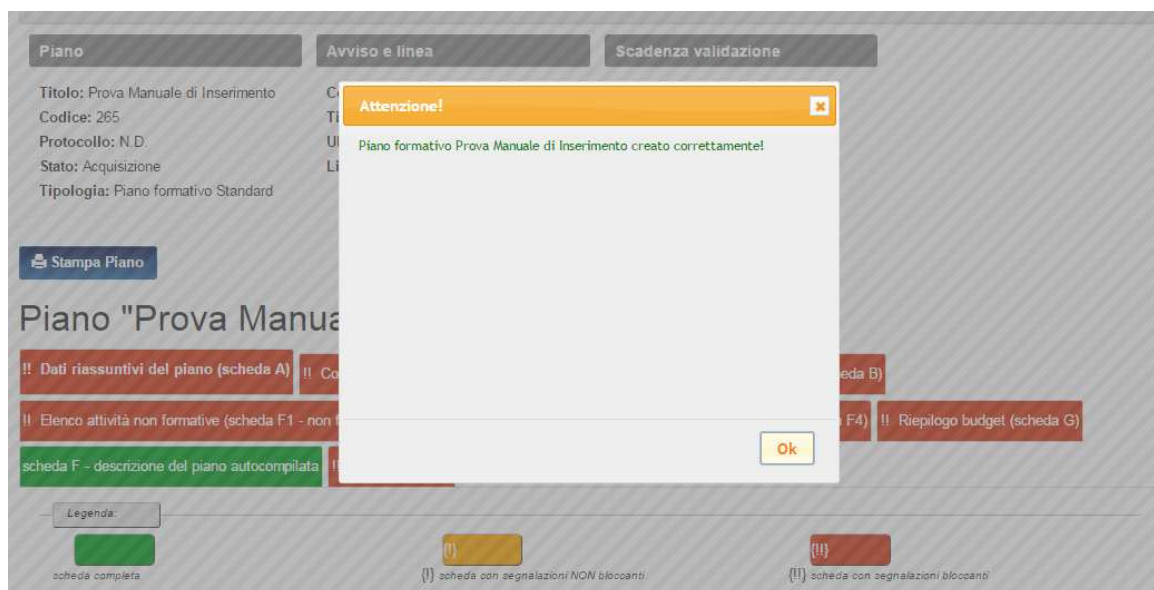 Piano
Avviso e linea
Scadenza validazione
Titolo: Prova Manuale di Inserimento
Codice: 265
Protocollo: N.D.
Stato: Acquisizione
Tipologia: Piano formativo Standard
Attenzione!
Piano formativo Prova Manuale di Inserimento creato correttamente!
Ok
Stampa Piano
Piano "Prova Manua
!! Dati riassuntivi del piano (scheda A)
!! Co
eda B)
!! Elenco attività non formative (scheda F1 - non f
F4)
!! Riepilogo budget (scheda G)
scheda F - descrizione del piano autocompilata
Legenda:
{!}
{!!}
scheda completa
{!} scheda con segnalazioni NON bloccanti
{!!} scheda con segnalazioni bloccanti